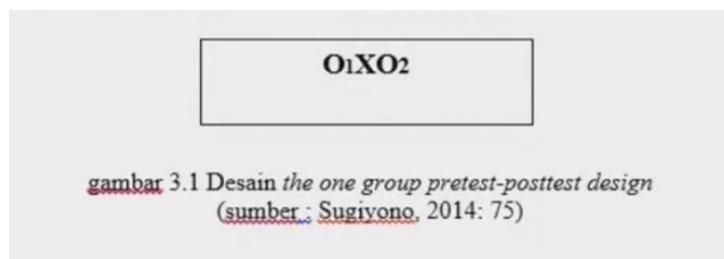 O1XO2
gambar 3.1 Desain the one group pretest-posttest design
(sumber : Sugiyono, 2014: 75)